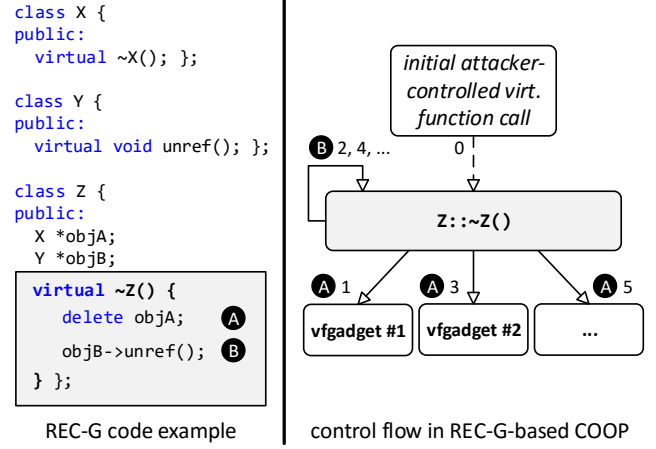 class X {
public:
  virtual ~X(); };
class Y {
public:
  virtual void unref(); };
class Z {
public:
  X *objA;
  Y *objB;
virtual ~Z() {
  delete objA; A
  objB->unref(); B
} };
REC-G code example
initial attacker-
controlled virt.
function call
B 2, 4, ...
0
Z::~Z()
A 1
A 3
A 5
vfgadget #1
vfgadget #2
...
control flow in REC-G-based COOP